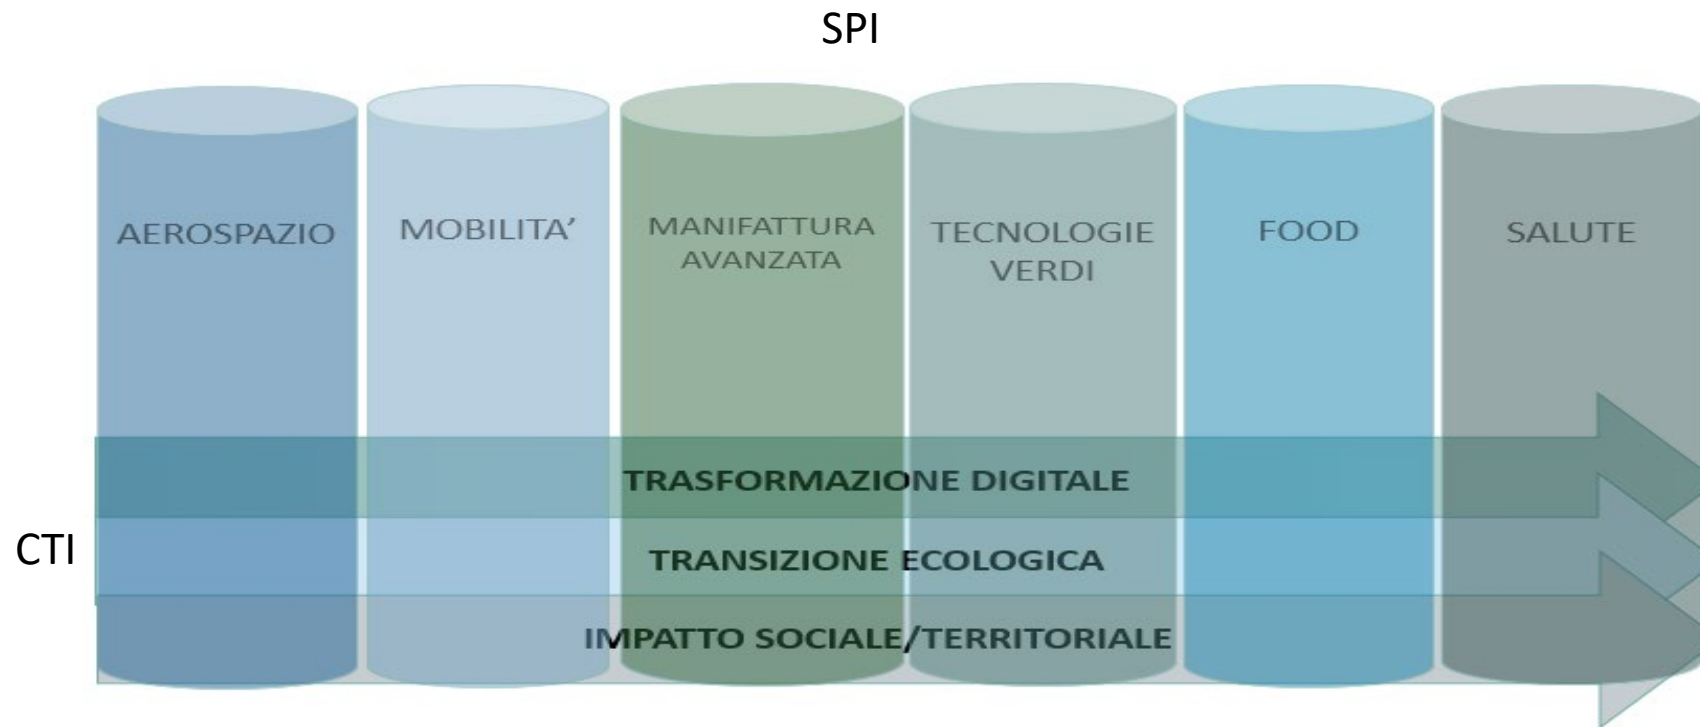 SPI
AEROSPAZIO
MOBILITA’
MANIFATTURA
AVANZATA
TECNOLOGIE
VERDI
FOOD
SALUTE
TRASFORMAZIONE DIGITALE
CTI
TRANSIZIONE ECOLOGICA
IMPATTO SOCIALE/TERRITORIALE